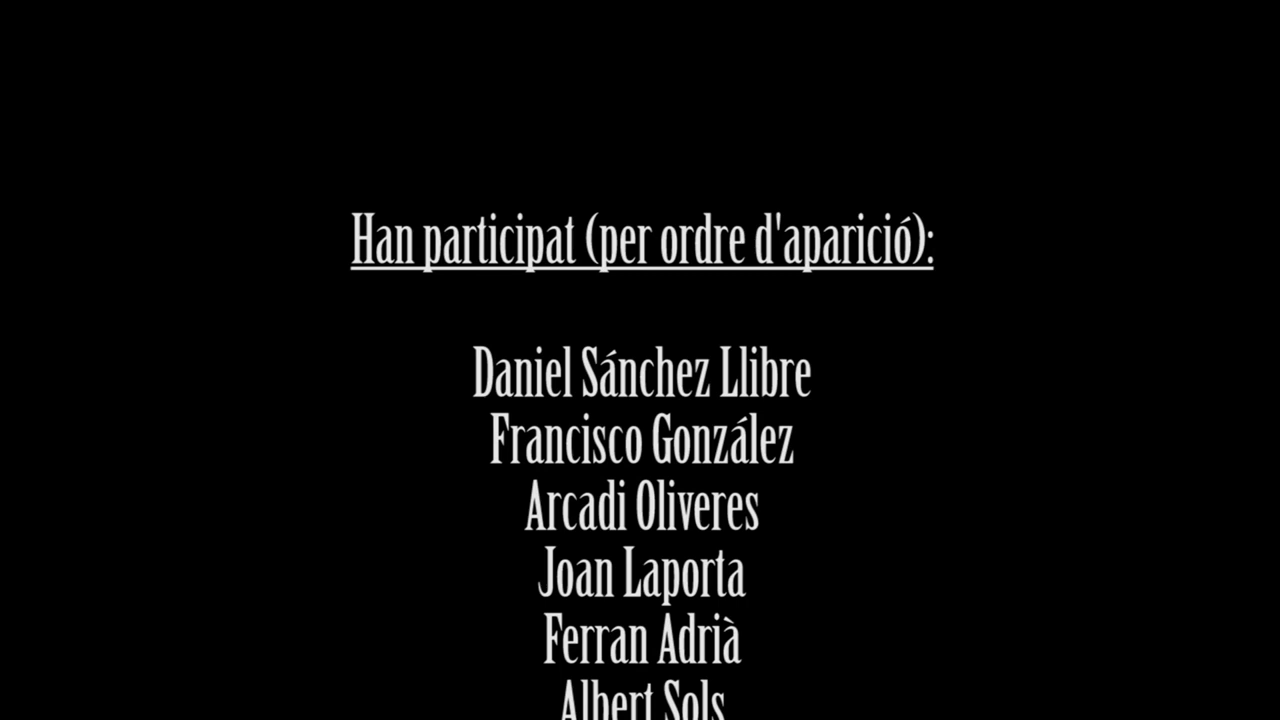 Han participat (per ordre d'aparició):
Daniel Sánchez Llibre
Francisco González
Arcadi Oliveres
Joan Laporta
Ferran Adrià
Albert Sols